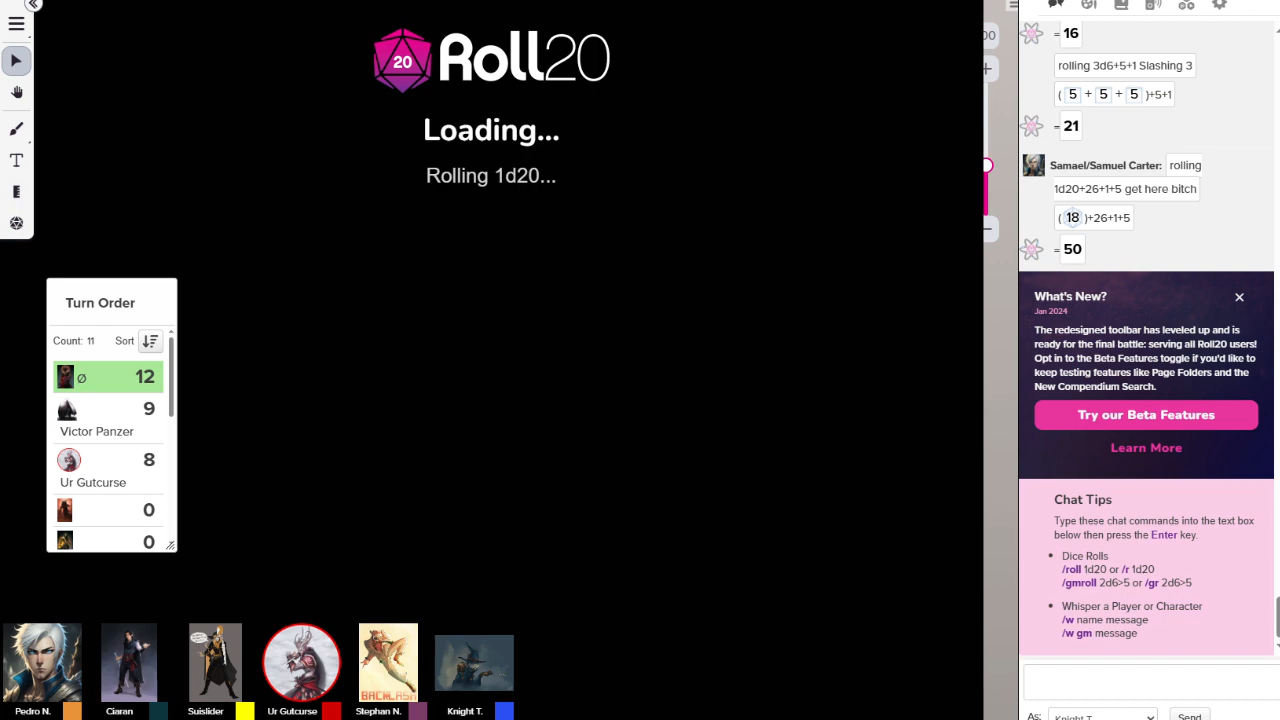 20 Roll20
Loading...
Rolling 1d20...
Turn Order
Count: 11 Sort
Ø 12
9
Victor Panzer
8
Ur Gutcurse
0
0
Pedro N.
Ciaran
Suislider
Ur Gutcurse
BACKLASH
Stephan N.
Knight T.
00
= 16
rolling 3d6+5+1 Slashing 3
( 5 + 5 + 5 )+5+1
= 21
Samael/Samuel Carter: rolling
1d20+26+1+5 get here bitch
( 18 )+26+1+5
= 50
What's New?
Jan 2024
The redesigned toolbar has leveled up and is
ready for the final battle: serving all Roll20 users!
Opt in to the Beta Features toggle if you'd like to
keep testing features like Page Folders and the
New Compendium Search.
Try our Beta Features
Learn More
Chat Tips
Type these chat commands into the text box
below then press the Enter key.
• Dice Rolls
/roll 1d20 or /r 1d20
/gmroll 2d6>5 or /gr 2d6>5
• Whisper a Player or Character
/w name message
/w gm message
As: Knight T. Send